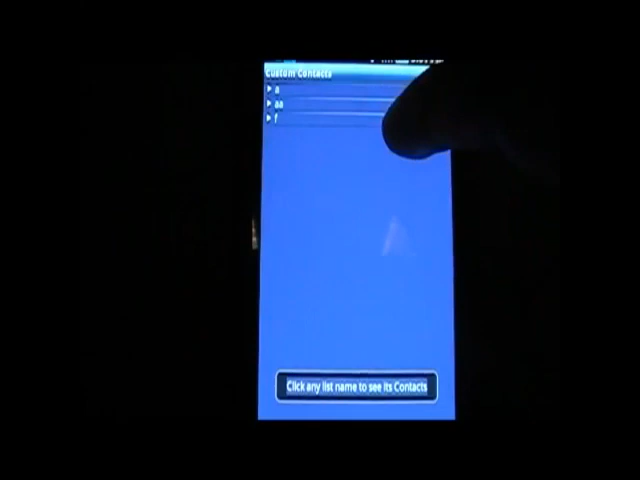 Custom Contacts
a
aa
f
Click any list name to see its Contacts